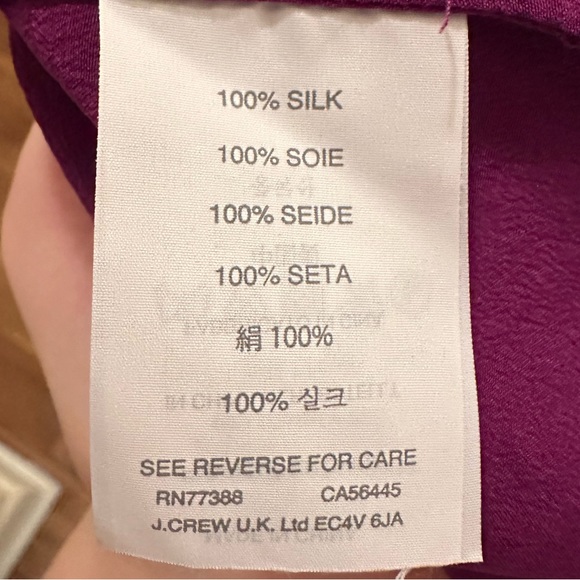 100% SILK
100% SOIE
100% SEIDE
100% SETA
絹 100%
100% 실크
SEE REVERSE FOR CARE
RN77388 CA56445
J.CREW U.K. Ltd EC4V 6JA